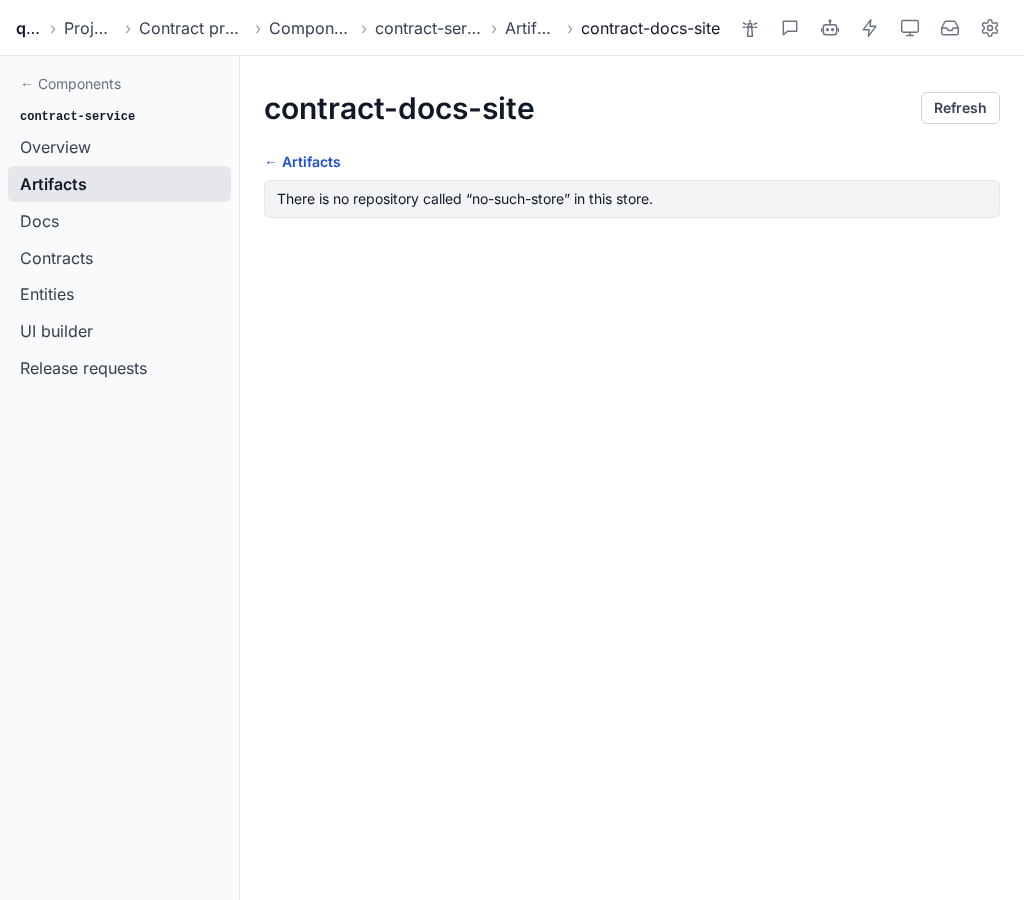 q... › Proj... › Contract pr... › Compon... › contract-ser... › Artif... › contract-docs-site
← Components
contract-service
Overview
Artifacts
Docs
Contracts
Entities
UI builder
Release requests
contract-docs-site
Refresh
← Artifacts
There is no repository called “no-such-store” in this store.